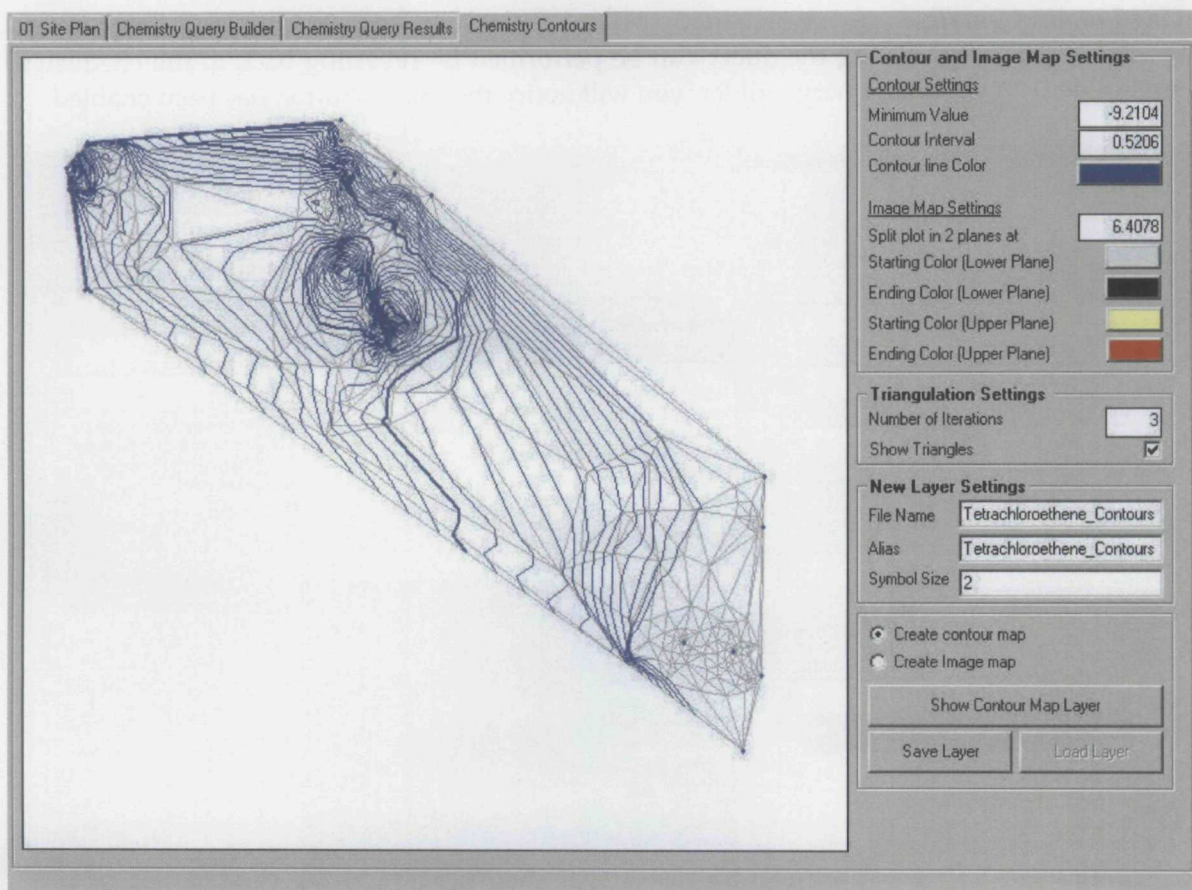 01 Site Plan
Chemistry Query Builder
Chemistry Query Results
Chemistry Contours
Contour and Image Map Settings
Contour Settings
Minimum Value -9.2104
Contour Interval 0.5206
Contour line Color
Image Map Settings
Split plot in 2 planes at 6.4078
Starting Color (Lower Plane)
Ending Color (Lower Plane)
Starting Color (Upper Plane)
Ending Color (Upper Plane)
Triangulation Settings
Number of Iterations 3
Show Triangles
New Layer Settings
File Name Tetrachloroethene_Contours
Alias Tetrachloroethene_Contours
Symbol Size 2
Create contour map
Create Image map
Show Contour Map Layer
Save Layer
Load Layer